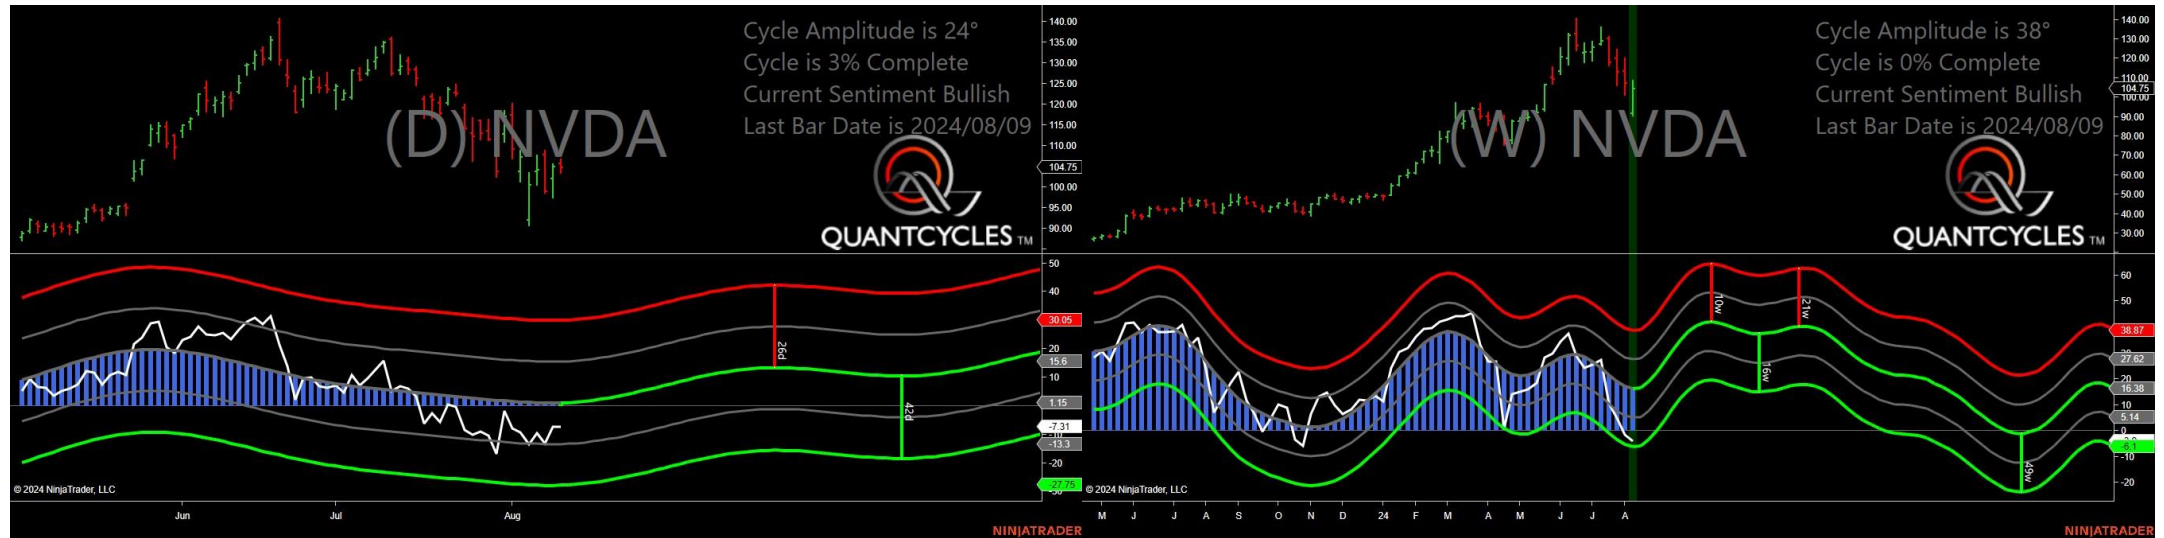 Cycle Amplitude is 24°
Cycle is 3% Complete
Current Sentiment Bullish
Last Bar Date is 2024/08/09
(D) NVDA
QUANTCYCLES TM
140.00
135.00
130.00
125.00
120.00
115.00
110.00
104.75
100.00
95.00
90.00
50
40
30.05
20
15.6
10
1.15
-7.31
-10
-13.3
-20
-27.75
26d
42d
© 2024 NinjaTrader, LLC
Jun Jul Aug
NINJATRADER
Cycle Amplitude is 38°
Cycle is 0% Complete
Current Sentiment Bullish
Last Bar Date is 2024/08/09
(W) NVDA
QUANTCYCLES TM
140.00
130.00
120.00
110.00
104.75
100.00
90.00
80.00
70.00
60.00
50.00
40.00
30.00
60
50
38.87
27.62
20
16.38
10
5.14
0
-6.1
-10
-20
10w
16w
21w
49w
© 2024 NinjaTrader, LLC
M J J A S O N D 24 F M A M J J A
NINJATRADER